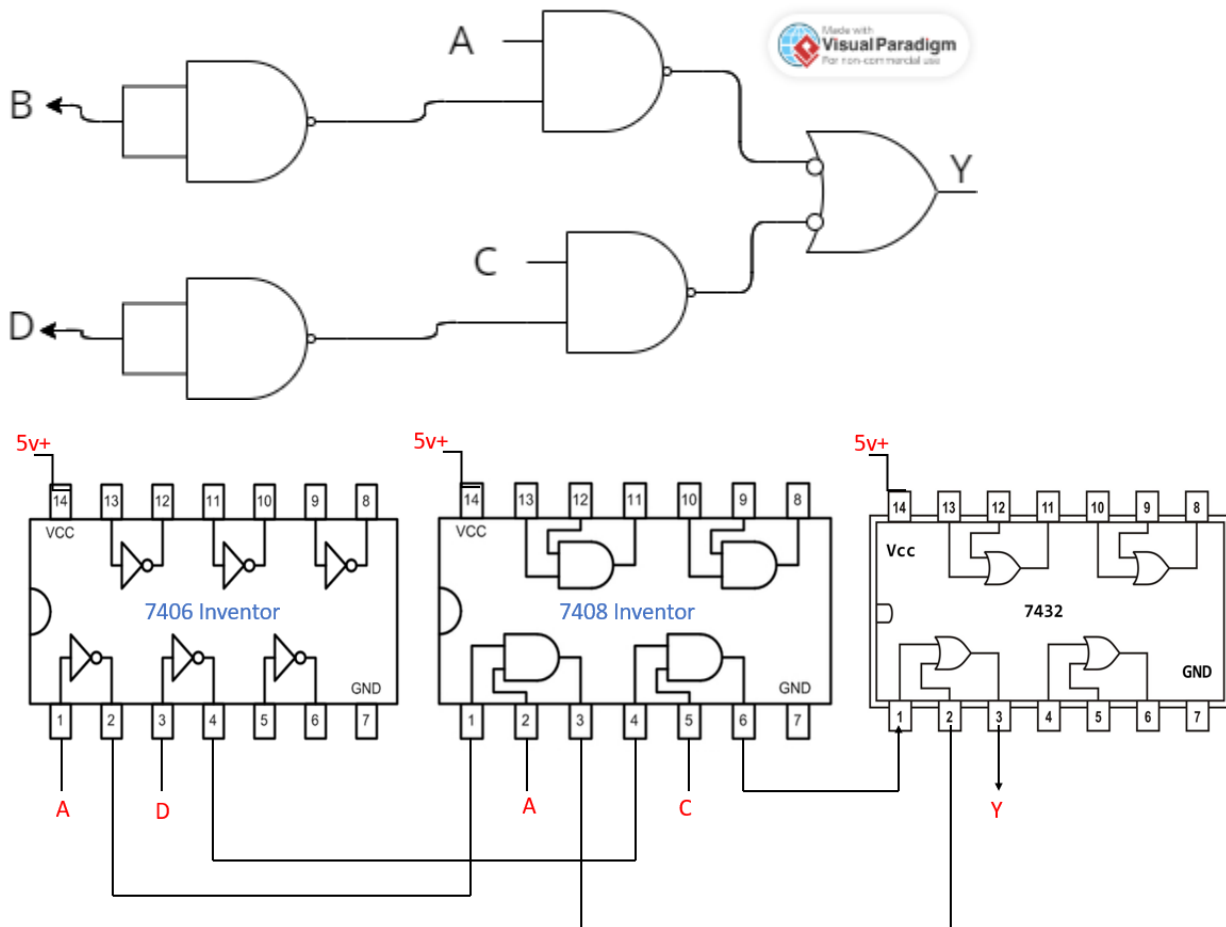 A
Made with
Visual Paradigm
For non-commercial use
B
Y
C
D
5v+
5v+
5v+
14 13 12 11 10 9 8
14 13 12 11 10 9 8
14 13 12 11 10 9 8
VCC
VCC
Vcc
7406 Inventor
7408 Inventor
7432
GND
GND
GND
1 2 3 4 5 6 7
1 2 3 4 5 6 7
1 2 3 4 5 6 7
A D
A C
Y